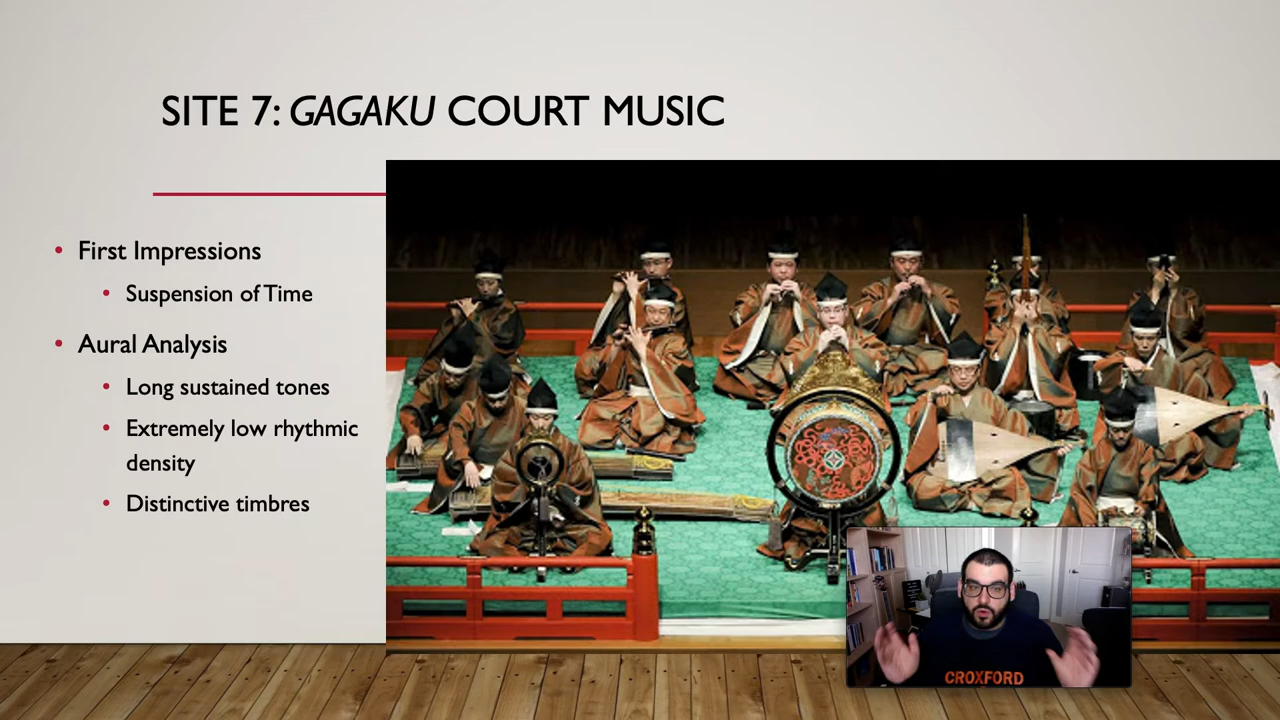 SITE 7: GAGAKU COURT MUSIC
• First Impressions
• Suspension of Time
• Aural Analysis
• Long sustained tones
• Extremely low rhythmic
density
• Distinctive timbres
CROXFORD